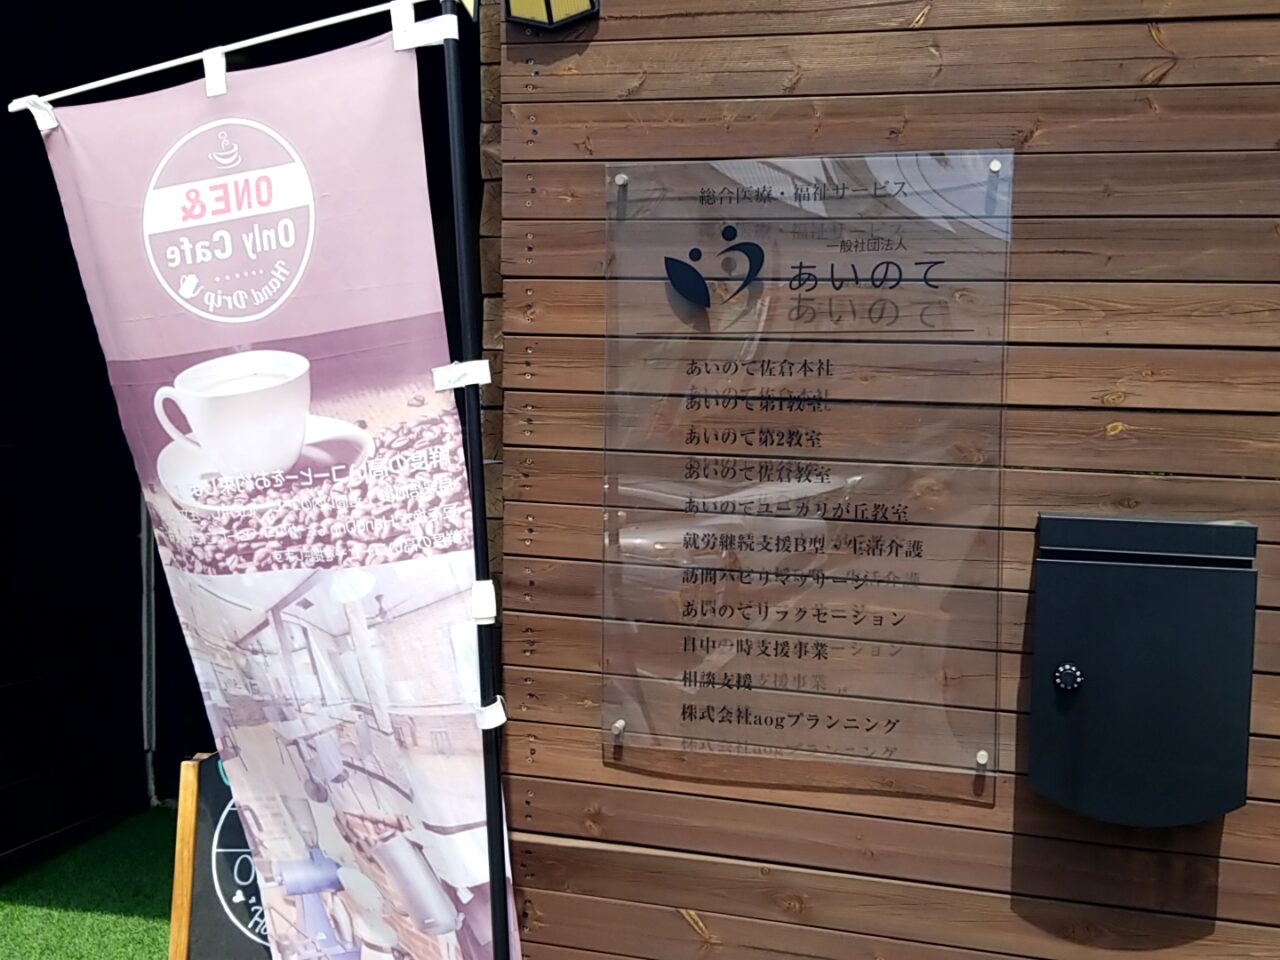 ONE&
Only Cafe
Hand Drip
総合医療・福祉サービス
一般社団法人
あいのて
あいのて佐倉本社
あいのて第1教室
あいのて第2教室
あいのて佐倉教室
あいのてユーカリが丘教室
就労継続支援B型・生活介護
訪問リハビリマッサージ
あいのてリラクセーション
日中一時支援事業
相談支援
株式会社aogプランニング